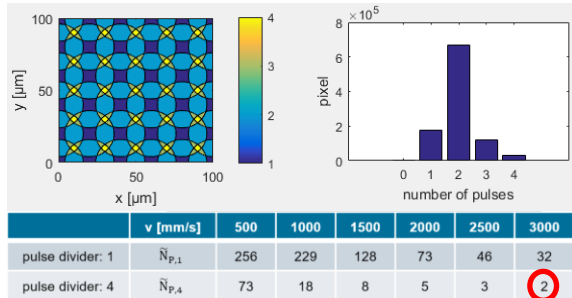 100
50
0
0 50 100
y [µm]
x [µm]
4
3
2
1
×10⁵
8
6
4
2
0
0 1 2 3 4
pixel
number of pulses
v [mm/s] 500 1000 1500 2000 2500 3000
pulse divider: 1 Ñ_P,1 256 229 128 73 46 32
pulse divider: 4 Ñ_P,4 73 18 8 5 3 2